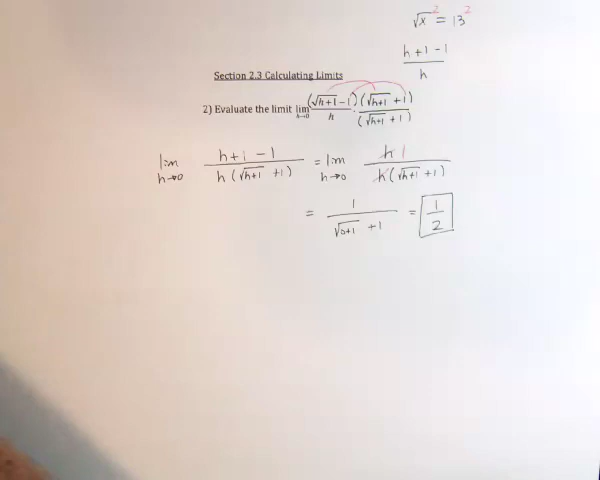 √x² = 13²
h+1-1
h
Section 2.3 Calculating Limits
2) Evaluate the limit lim h→0 (√h+1 -1)/h · (√h+1 +1)/(√h+1 +1)
lim h→0 h+1-1 / h(√h+1 +1) = lim h→0 h 1 / h(√h+1 +1)
= 1 / √0+1 +1 = 1/2